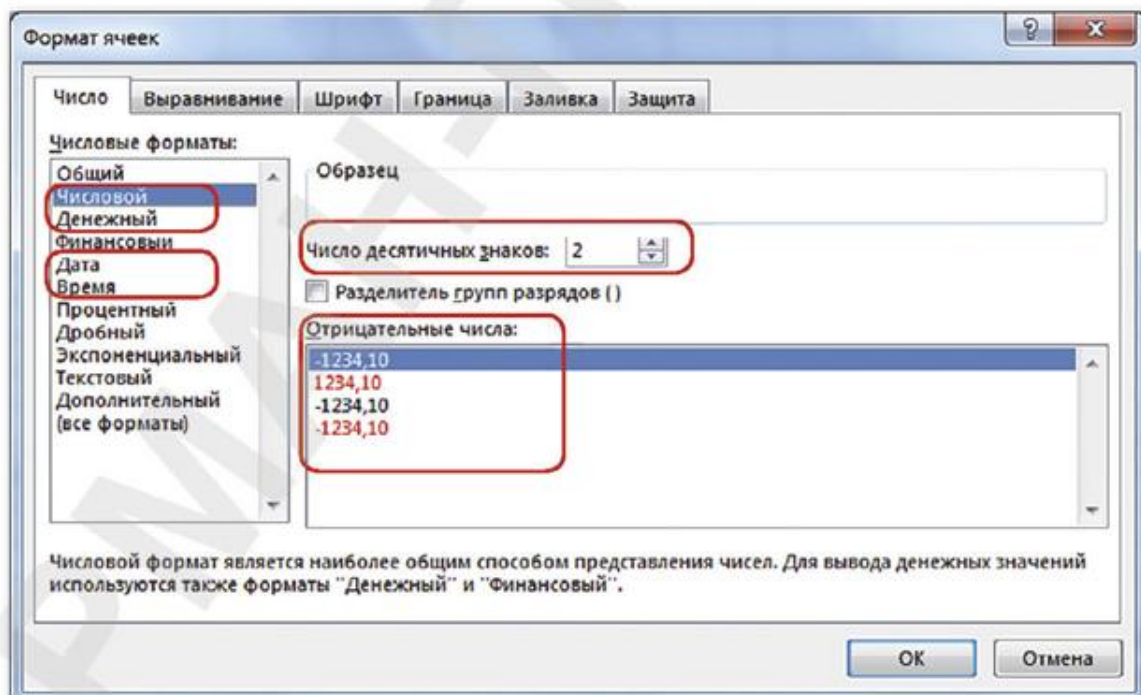 Формат ячеек
Число Выравнивание Шрифт Граница Заливка Защита
Числовые форматы:
Общий
Числовой
Денежный
Финансовый
Дата
Время
Процентный
Дробный
Экспоненциальный
Текстовый
Дополнительный
(все форматы)
Образец
Число десятичных знаков: 2
Разделитель групп разрядов ( )
Отрицательные числа:
-1234,10
1234,10
-1234,10
-1234,10
Числовой формат является наиболее общим способом представления чисел. Для вывода денежных значений
используются также форматы "Денежный" и "Финансовый".
ОК Отмена